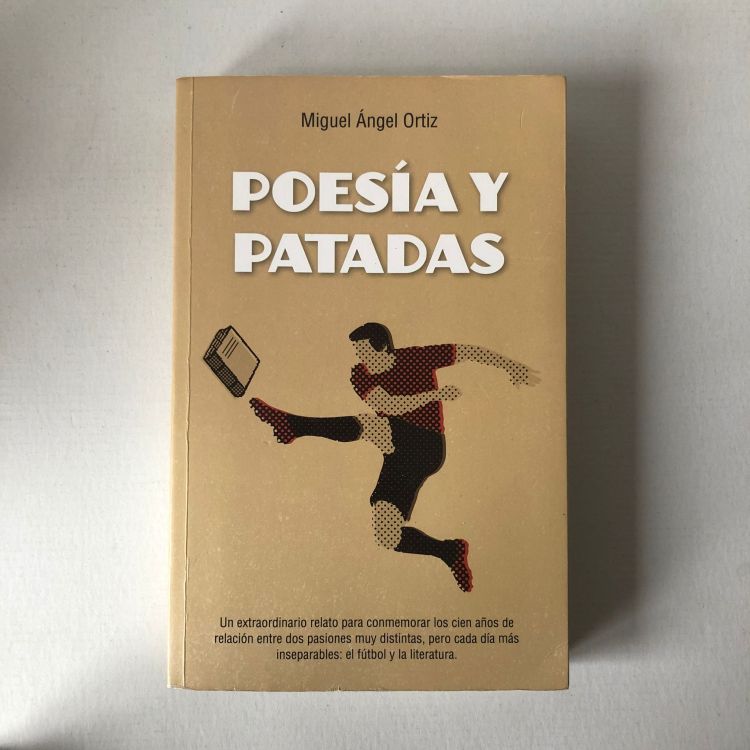 Miguel Ángel Ortiz
POESÍA Y
PATADAS
Un extraordinario relato para conmemorar los cien años de
relación entre dos pasiones muy distintas, pero cada día más
inseparables: el fútbol y la literatura.